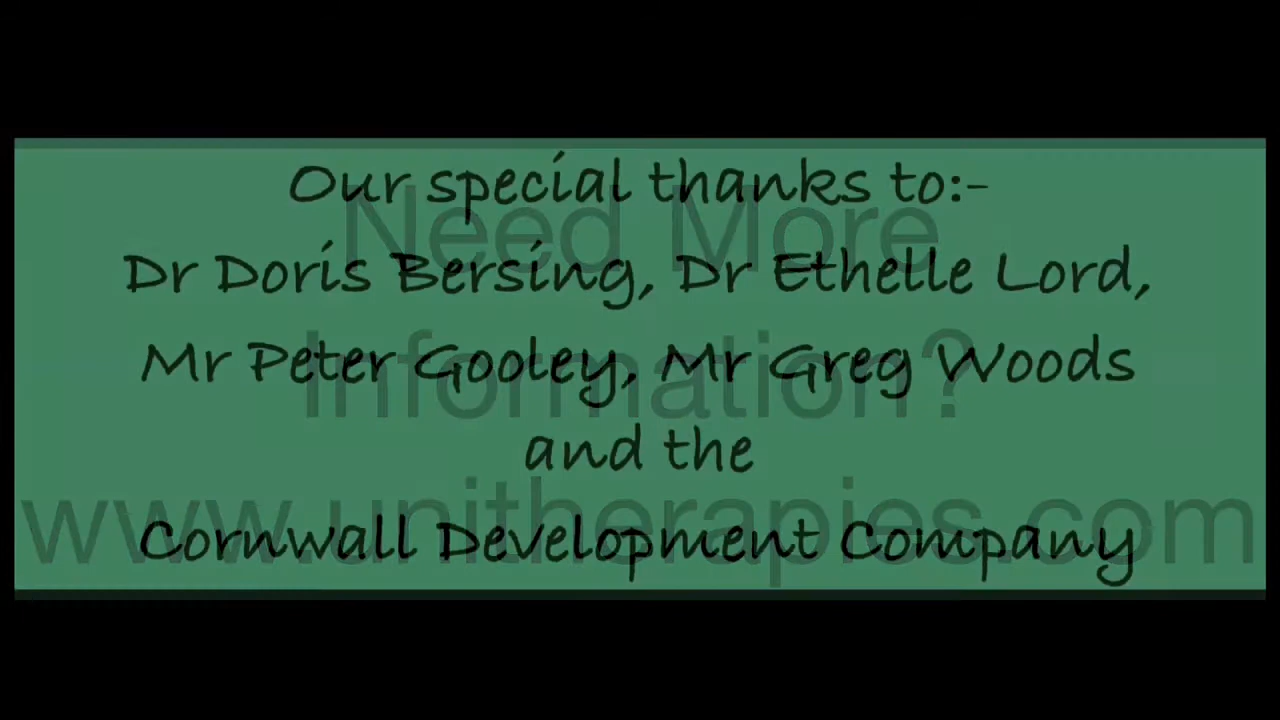 Our special thanks to:-
Dr Doris Bersing, Dr Ethelle Lord,
Mr Peter Gooley, Mr Greg Woods
and the
Cornwall Development Company
Need More
Information?
www.unitherapies.com